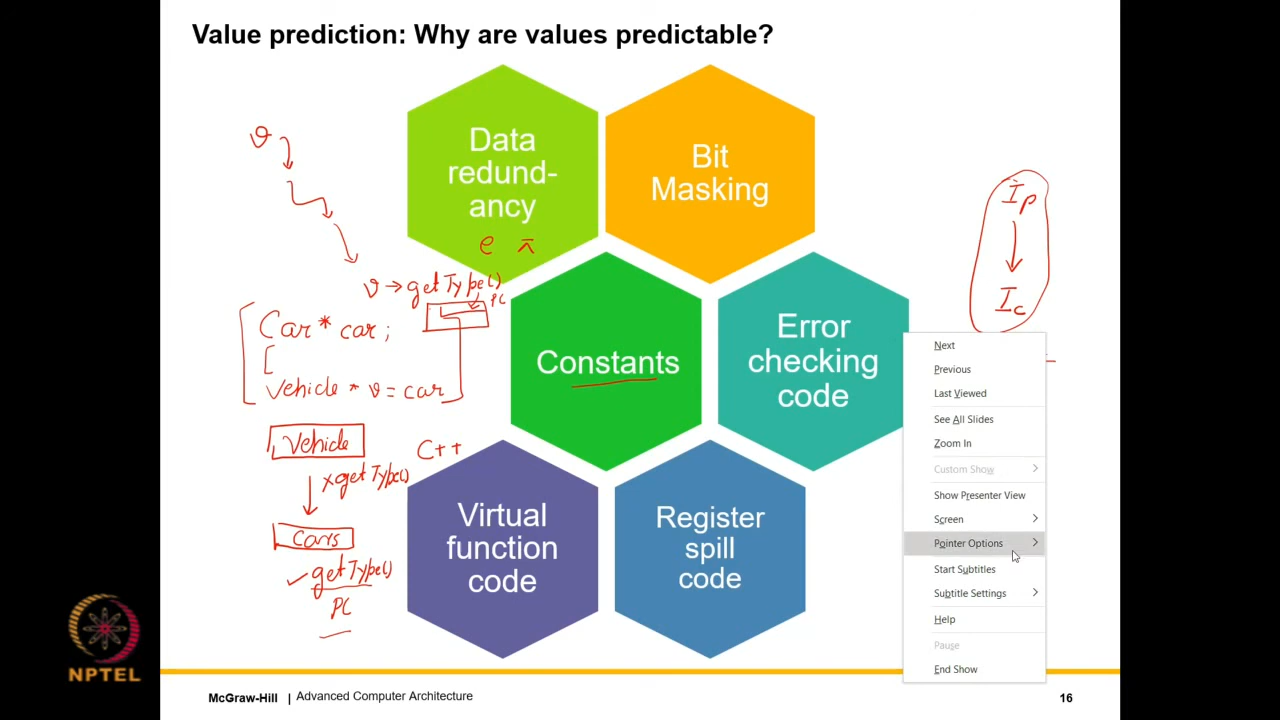 Value prediction: Why are values predictable?
Data
redund-
ancy
e π
Bit
Masking
Constants
Error
checking
code
Virtual
function
code
Register
spill
code
v
v → getType()
PC
Car * car;
[
Vehicle * v = car
Vehicle
x getType()
C++
Cars
✓ getType()
PC
Ip
Ic
Next
Previous
Last Viewed
See All Slides
Zoom In
Custom Show
Show Presenter View
Screen
Pointer Options
Start Subtitles
Subtitle Settings
Help
Pause
End Show
NPTEL
McGraw-Hill | Advanced Computer Architecture
16